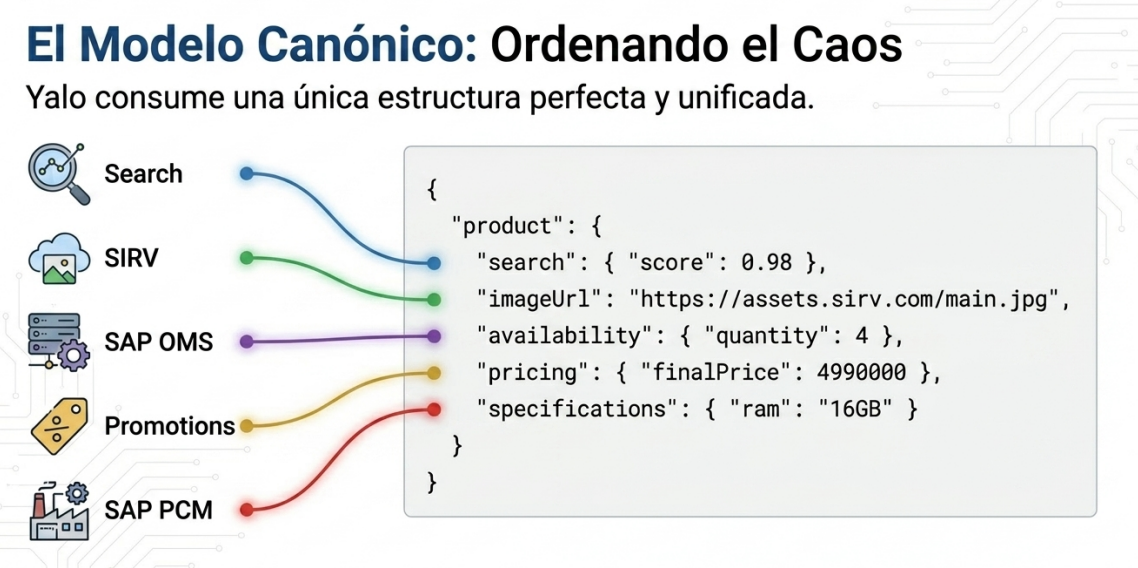 El Modelo Canónico: Ordenando el Caos
Yalo consume una única estructura perfecta y unificada.
Search
SIRV
SAP OMS
Promotions
SAP PCM
{
"product": {
"search": { "score": 0.98 },
"imageUrl": "https://assets.sirv.com/main.jpg",
"availability": { "quantity": 4 },
"pricing": { "finalPrice": 4990000 },
"specifications": { "ram": "16GB" }
}
}